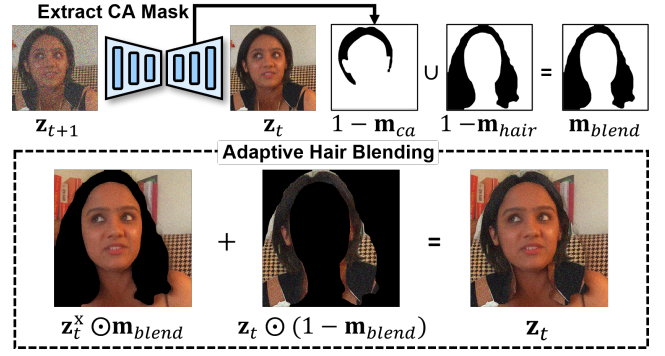 Extract CA Mask
∪ =
z_{t+1} z_t 1 − m_{ca} 1 − m_{hair} m_{blend}
Adaptive Hair Blending
+ =
z_t^x ⊙ m_{blend} z_t ⊙ (1 − m_{blend}) z_t